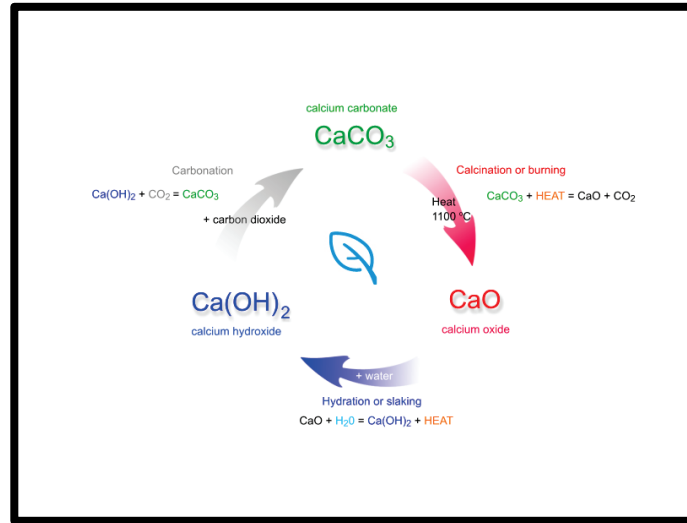 calcium carbonate
CaCO₃
Carbonation
Ca(OH)₂ + CO₂ = CaCO₃
+ carbon dioxide
Calcination or burning
CaCO₃ + HEAT = CaO + CO₂
Heat
1100 °C
Ca(OH)₂
calcium hydroxide
CaO
calcium oxide
+ water
Hydration or slaking
CaO + H₂0 = Ca(OH)₂ + HEAT